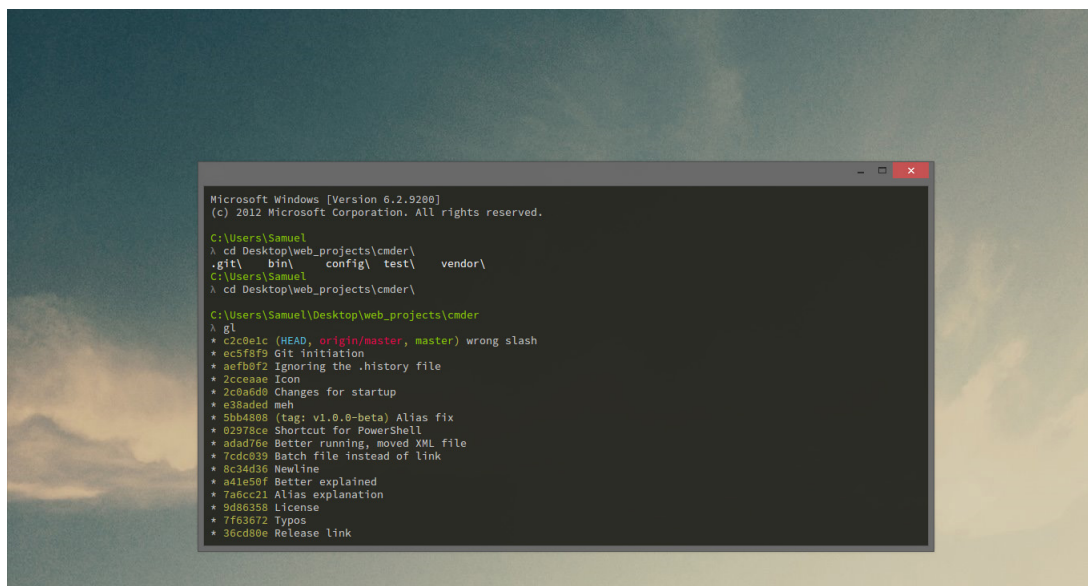 Microsoft Windows [Version 6.2.9200]
(c) 2012 Microsoft Corporation. All rights reserved.
C:\Users\Samuel
λ cd Desktop\web_projects\cmder\
.git\ bin\ config\ test\ vendor\
C:\Users\Samuel
λ cd Desktop\web_projects\cmder\
C:\Users\Samuel\Desktop\web_projects\cmder
λ gl
* c2c0e1c (HEAD, origin/master, master) wrong slash
* ec5f8f9 Git initiation
* aefb0f2 Ignoring the .history file
* 2cceaae Icon
* 2c0a6d0 Changes for startup
* e38aded meh
* 5bb4808 (tag: v1.0.0-beta) Alias fix
* 02978ce Shortcut for PowerShell
* adad76e Better running, moved XML file
* 7cdc039 Batch file instead of link
* 8c34d36 Newline
* a41e50f Better explained
* 7a6cc21 Alias explanation
* 9d86358 License
* 7f63672 Typos
* 36cd80e Release link